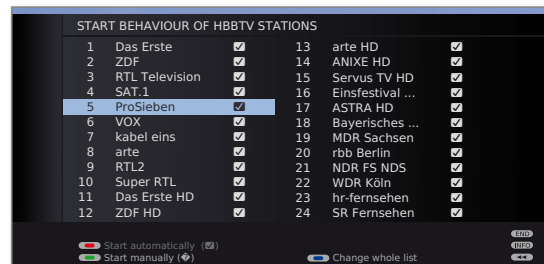 START BEHAVIOUR OF HBBTV STATIONS
1 Das Erste ☑ 13 arte HD ☑
2 ZDF ☑ 14 ANIXE HD ☑
3 RTL Television ☑ 15 Servus TV HD ☑
4 SAT.1 ☑ 16 Einsfestival ... ☑
5 ProSieben ☑ 17 ASTRA HD ☑
6 VOX ☑ 18 Bayerisches ... ☑
7 kabel eins ☑ 19 MDR Sachsen ☑
8 arte ☑ 20 rbb Berlin ☑
9 RTL2 ☑ 21 NDR FS NDS ☑
10 Super RTL ☑ 22 WDR Köln ☑
11 Das Erste HD ☑ 23 hr-fernsehen ☑
12 ZDF HD ☑ 24 SR Fernsehen ☑
END
Start automatically (☑) INFO
Start manually (�) Change whole list ◄◄